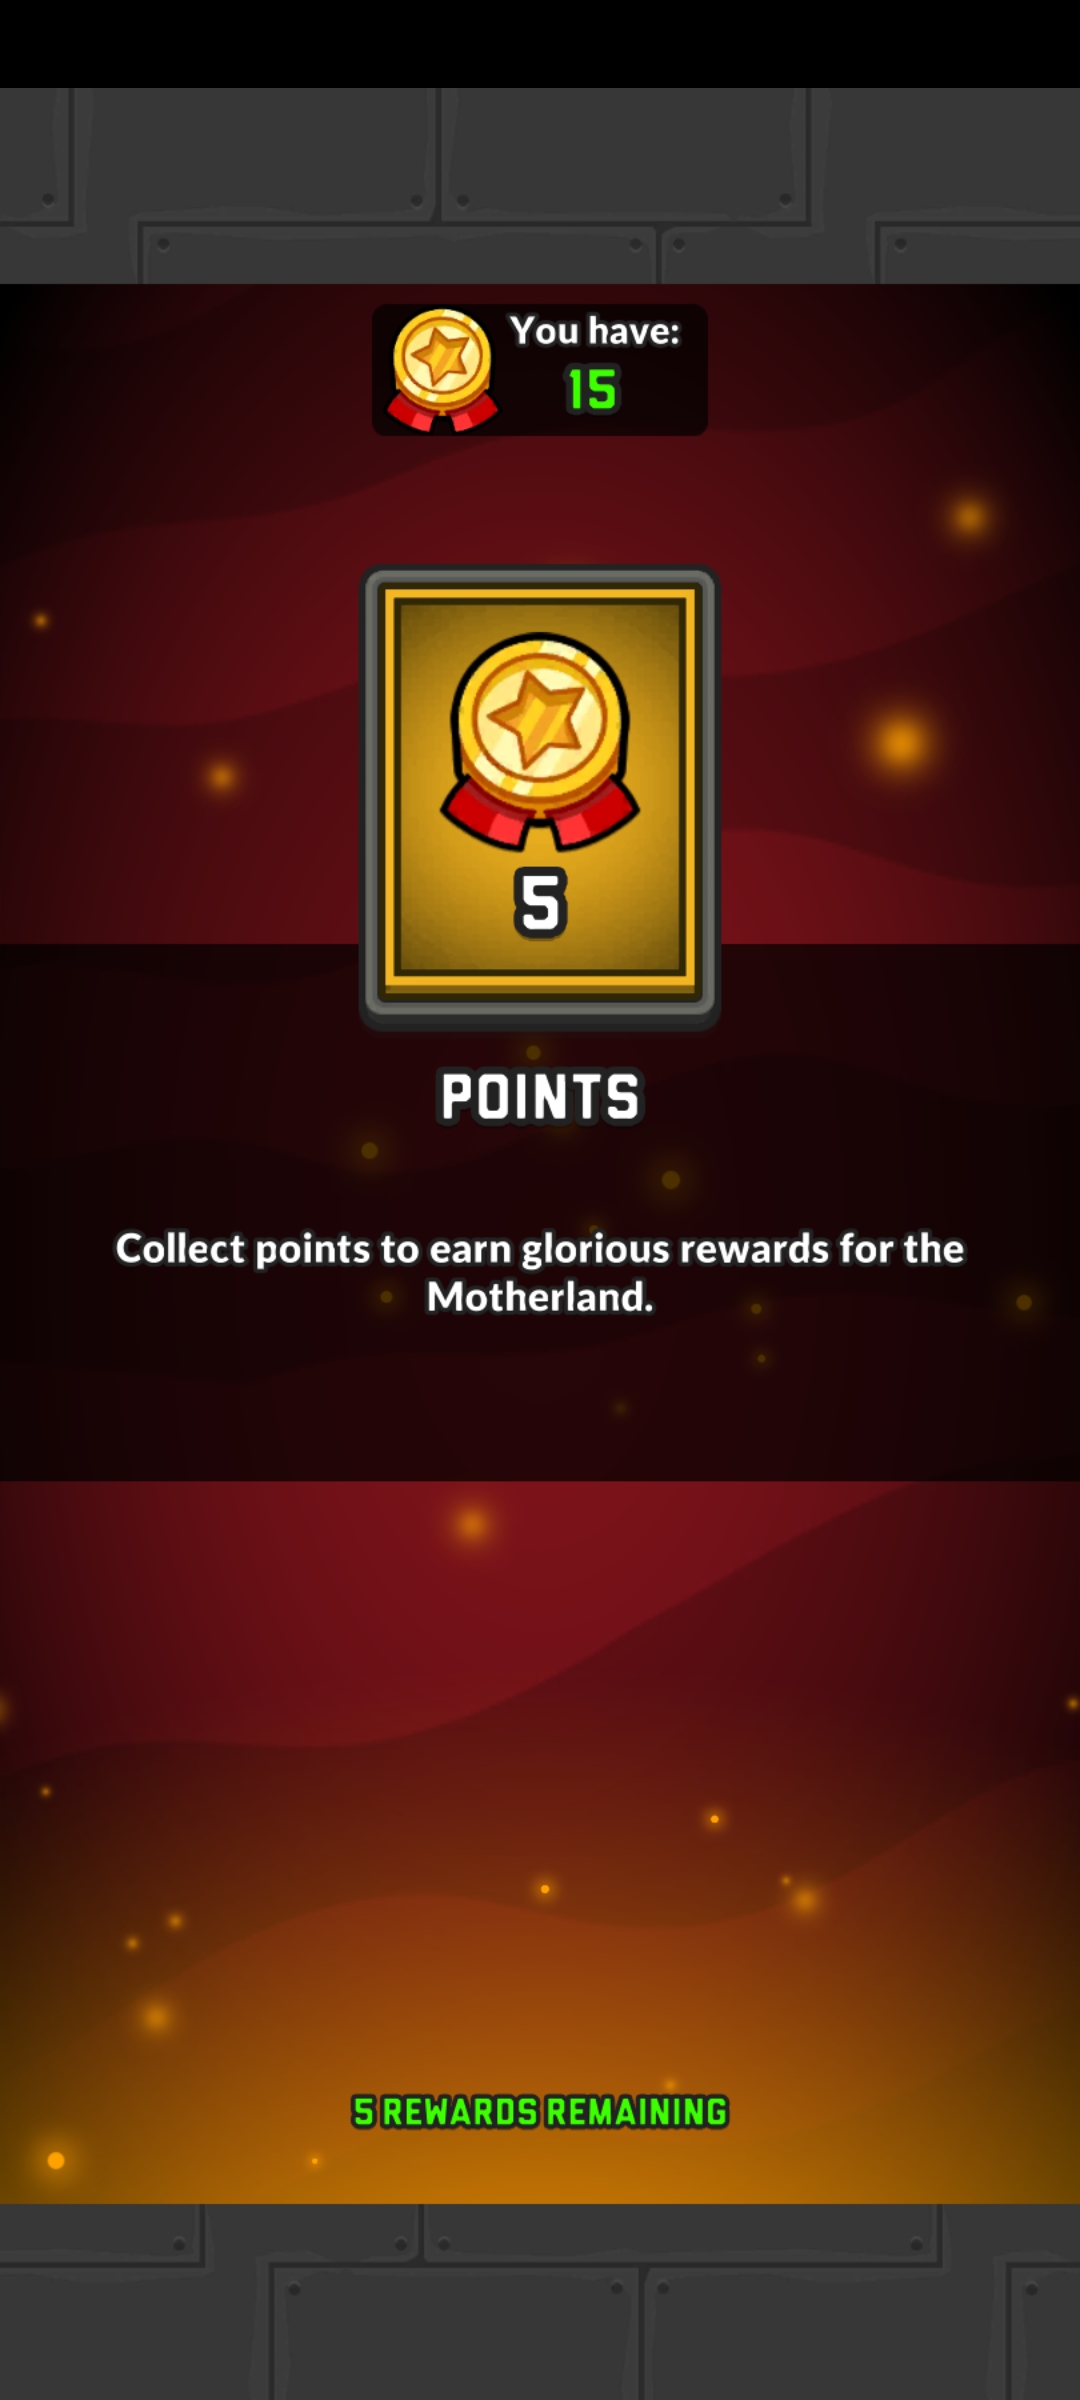 You have:
15
5
POINTS
Collect points to earn glorious rewards for the
Motherland.
5 REWARDS REMAINING